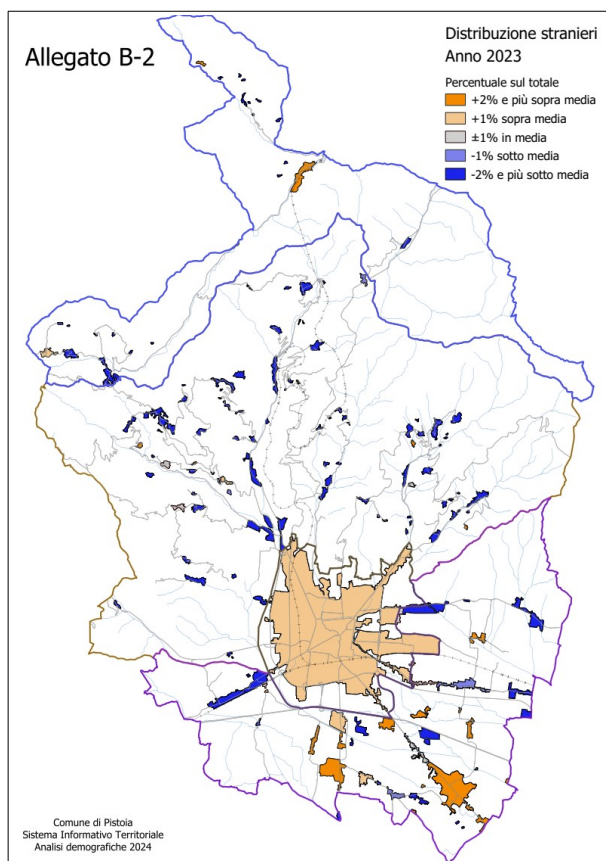 Allegato B-2
Distribuzione stranieri
Anno 2023
Percentuale sul totale
+2% e più sopra media
+1% sopra media
±1% in media
-1% sotto media
-2% e più sotto media
Comune di Pistoia
Sistema Informativo Territoriale
Analisi demografiche 2024